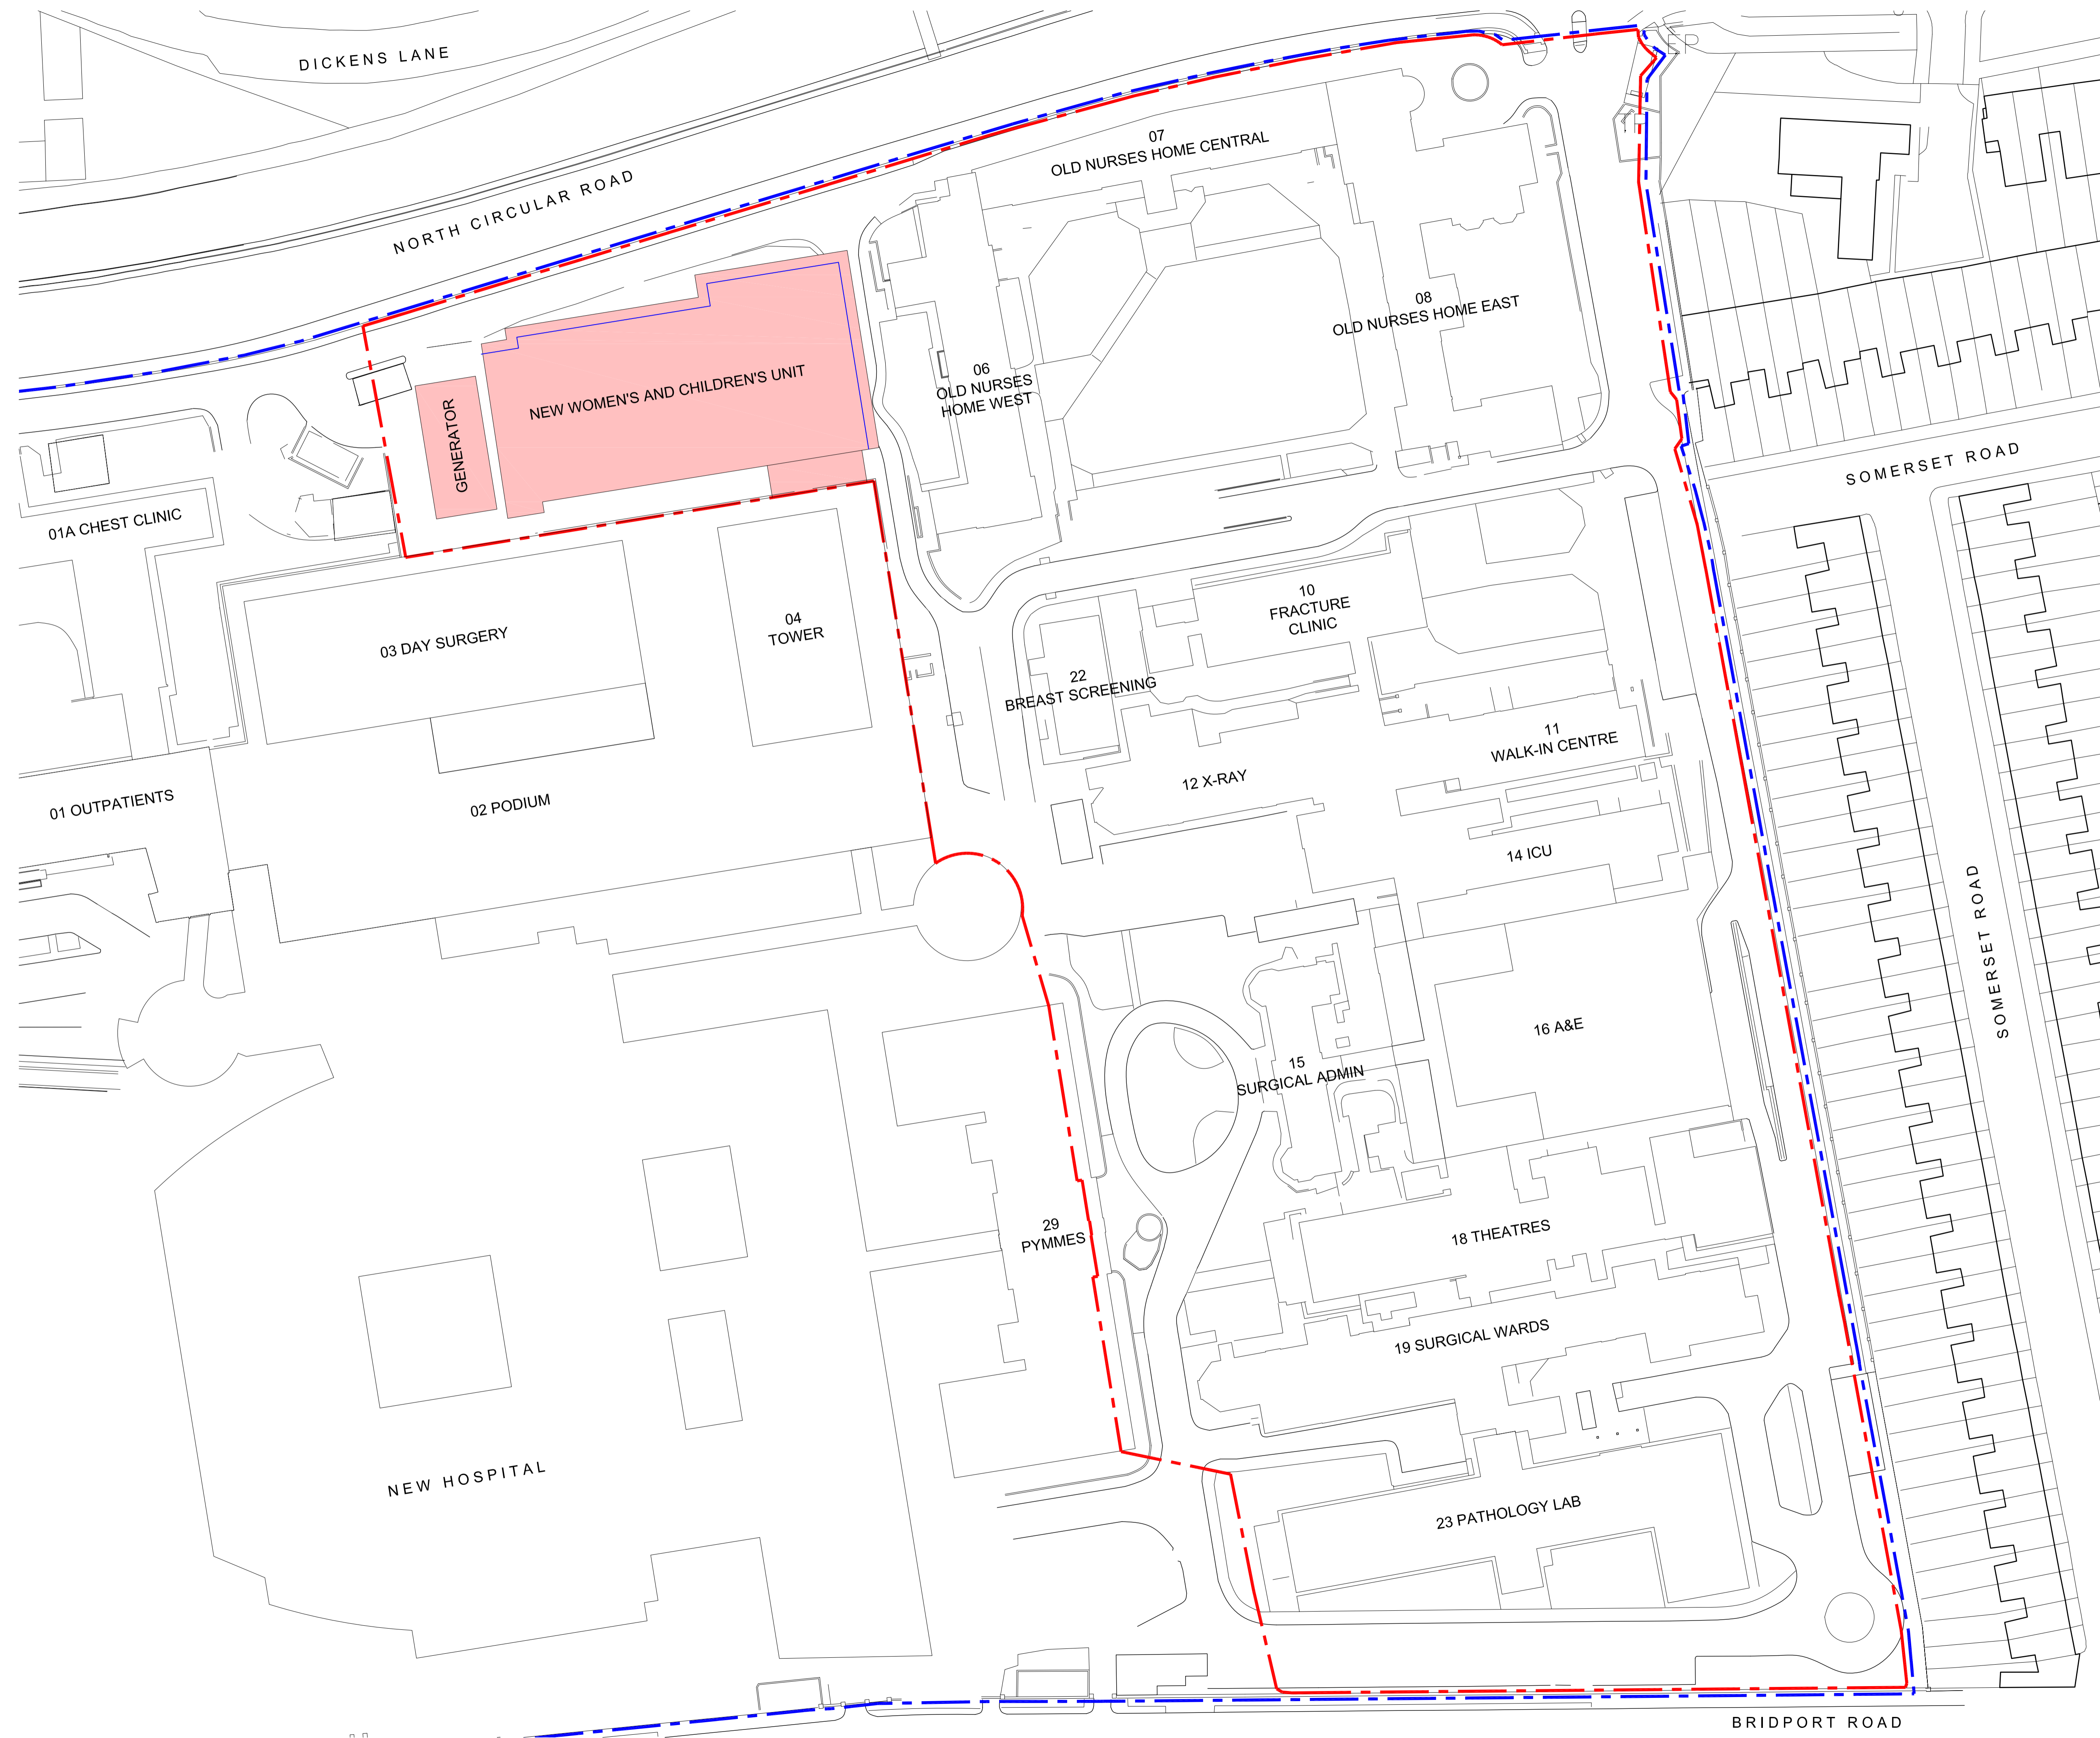 DICKENS LANE
EP
NORTH CIRCULAR ROAD
07
OLD NURSES HOME CENTRAL
08
OLD NURSES HOME EAST
06
OLD NURSES
HOME WEST
NEW WOMEN'S AND CHILDREN'S UNIT
GENERATOR
SOMERSET ROAD
01A CHEST CLINIC
03 DAY SURGERY
04
TOWER
10
FRACTURE
CLINIC
22
BREAST SCREENING
11
WALK-IN CENTRE
12 X-RAY
01 OUTPATIENTS
02 PODIUM
14 ICU
SOMERSET ROAD
16 A&E
15
SURGICAL ADMIN
29
PYMMES
18 THEATRES
19 SURGICAL WARDS
NEW HOSPITAL
23 PATHOLOGY LAB
BRIDPORT ROAD